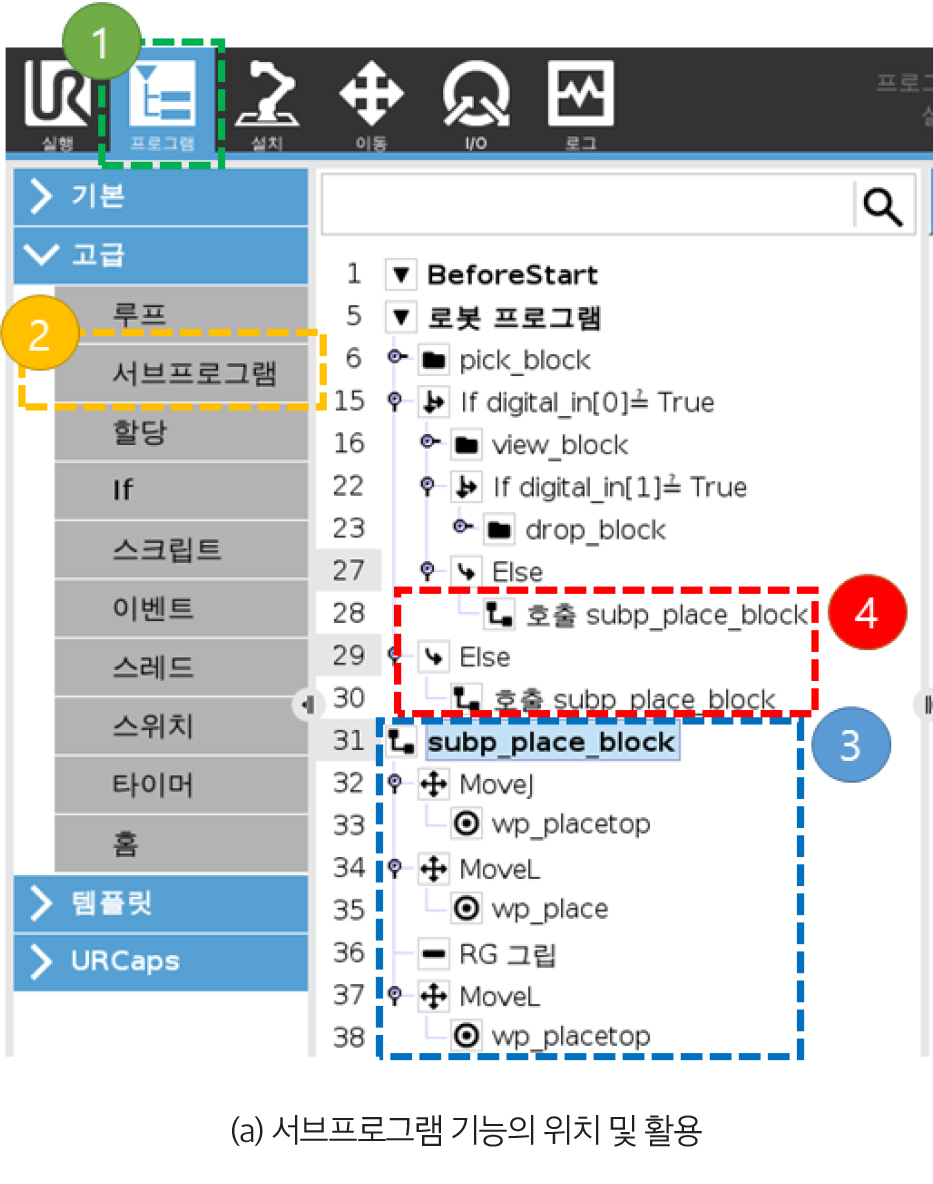 1
UR
실행
프로그램
설치
이동
I/O
로그
기본
고급
루프
2
서브프로그램
할당
If
스크립트
이벤트
스레드
스위치
타이머
홈
템플릿
URCaps
1 BeforeStart
5 로봇 프로그램
6 pick_block
15 If digital_in[0]≟ True
16 view_block
22 If digital_in[1]≟ True
23 drop_block
27 Else
28 호출 subp_place_block
4
29 Else
30 호출 subp_place_block
31 subp_place_block
3
32 MoveJ
33 wp_placetop
34 MoveL
35 wp_place
36 RG 그립
37 MoveL
38 wp_placetop
(a) 서브프로그램 기능의 위치 및 활용